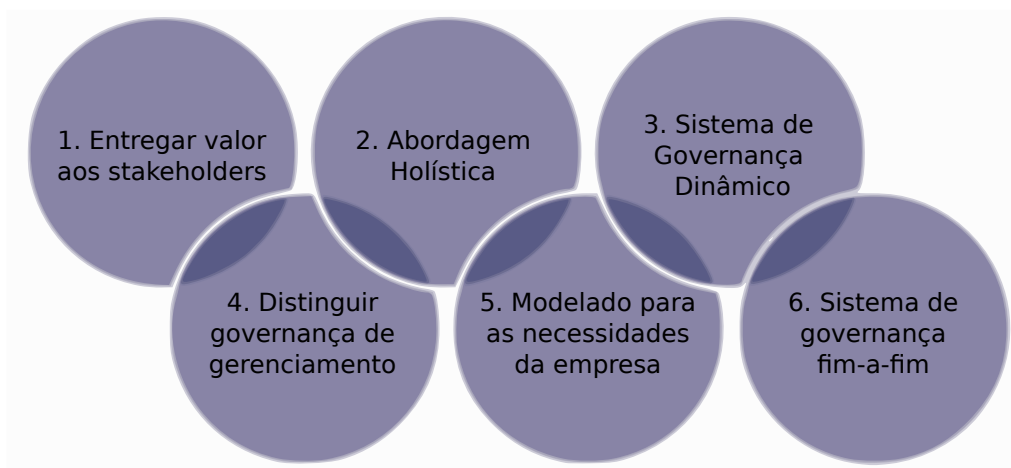 1. Entregar valor
aos stakeholders
2. Abordagem
Holística
3. Sistema de
Governança
Dinâmico
4. Distinguir
governança de
gerenciamento
5. Modelado para
as necessidades
da empresa
6. Sistema de
governança
fim-a-fim